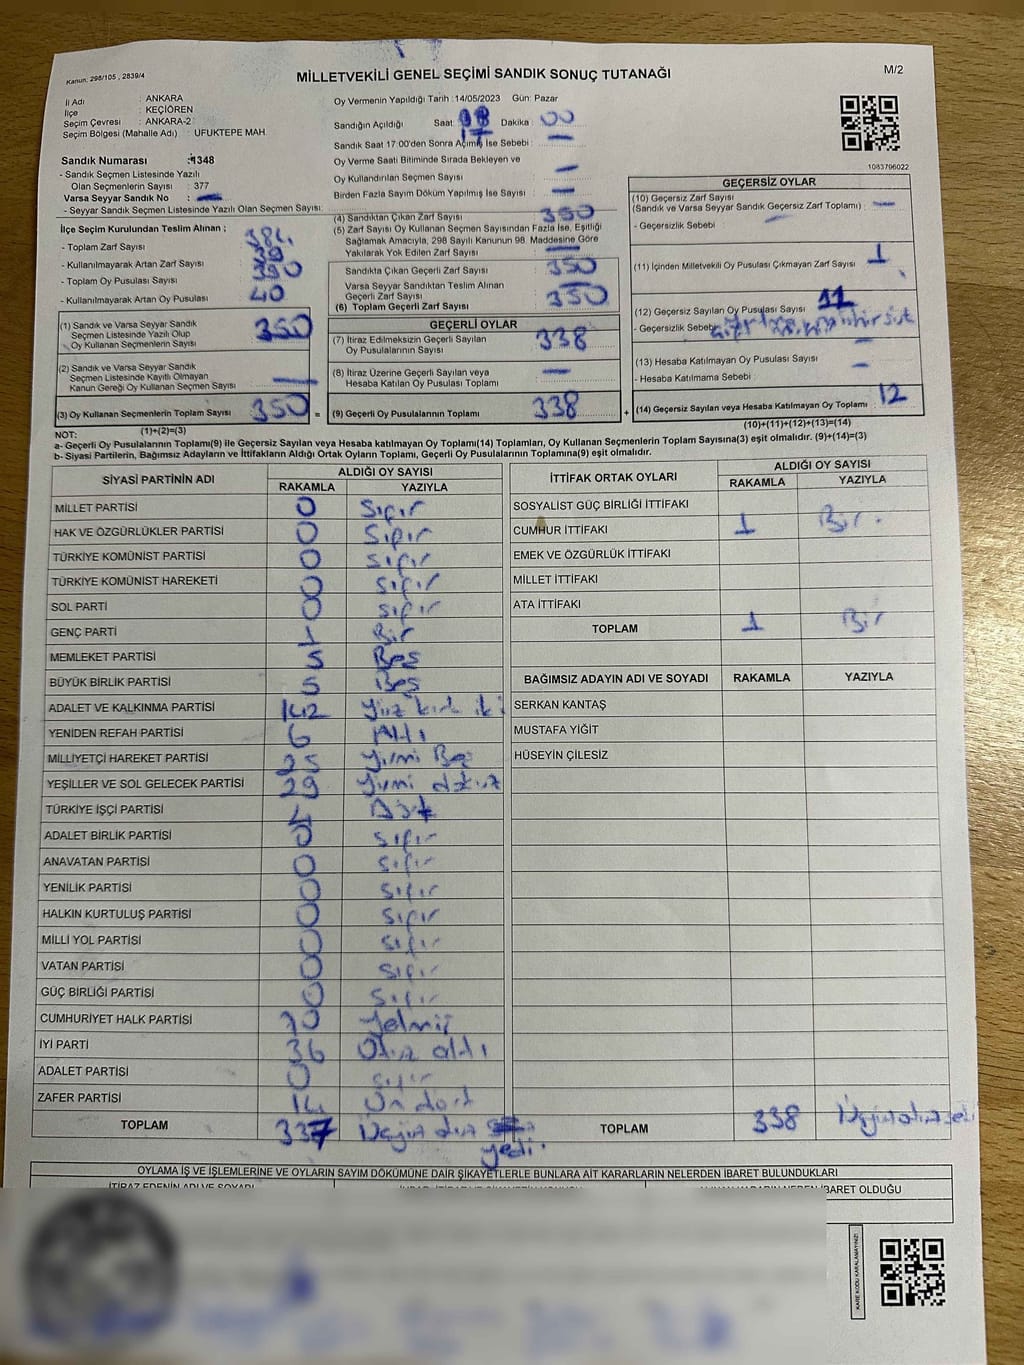 Kanun: 298/105 , 2839/4
MİLLETVEKİLİ GENEL SEÇİMİ SANDIK SONUÇ TUTANAĞI
M/2
İl Adı : ANKARA
İlçe : KEÇİÖREN
Seçim Çevresi : ANKARA-2
Seçim Bölgesi (Mahalle Adı) : UFUKTEPE MAH.
Sandık Numarası : 1348
- Sandık Seçmen Listesinde Yazılı
Olan Seçmenlerin Sayısı : 377
Varsa Seyyar Sandık No :
- Seyyar Sandık Seçmen Listesinde Yazılı Olan Seçmen Sayısı:
Oy Vermenin Yapıldığı Tarih :14/05/2023 Gün: Pazar
Sandığın Açıldığı Saat: 17 Dakika : 00
Sandık Saat 17:00'den Sonra Açılmış İse Sebebi : —
Oy Verme Saati Bitiminde Sırada Bekleyen ve
Oy Kullandırılan Seçmen Sayısı : —
Birden Fazla Sayım Döküm Yapılmış İse Sayısı : —
1083706022
İlçe Seçim Kurulundan Teslim Alınan ;
- Toplam Zarf Sayısı :
- Kullanılmayarak Artan Zarf Sayısı :
- Toplam Oy Pusulası Sayısı : 390
- Kullanılmayarak Artan Oy Pusulası : 40
(1) Sandık ve Varsa Seyyar Sandık
Seçmen Listesinde Yazılı Olup
Oy Kullanan Seçmenlerin Sayısı : 350
(2) Sandık ve Varsa Seyyar Sandık
Seçmen Listesinde Kayıtlı Olmayan
Kanun Gereği Oy Kullanan Seçmen Sayısı : —
(3) Oy Kullanan Seçmenlerin Toplam Sayısı : 350 =
(1)+(2)=(3)
(4) Sandıktan Çıkan Zarf Sayısı : 350
(5) Zarf Sayısı Oy Kullanan Seçmen Sayısından Fazla İse, Eşitliği
Sağlamak Amacıyla, 298 Sayılı Kanunun 98. Maddesine Göre
Yakılarak Yok Edilen Zarf Sayısı : —
Sandıkta Çıkan Geçerli Zarf Sayısı : 350
Varsa Seyyar Sandıktan Teslim Alınan
Geçerli Zarf Sayısı : —
(6) Toplam Geçerli Zarf Sayısı : 350
GEÇERLİ OYLAR
(7) İtiraz Edilmeksizin Geçerli Sayılan
Oy Pusulalarının Sayısı : 338
(8) İtiraz Üzerine Geçerli Sayılan veya
Hesaba Katılan Oy Pusulası Toplamı : —
(9) Geçerli Oy Pusulalarının Toplamı : 338 +
GEÇERSİZ OYLAR
(10) Geçersiz Zarf Sayısı
(Sandık ve Varsa Seyyar Sandık Geçersiz Zarf Toplamı) : —
- Geçersizlik Sebebi : —
(11) İçinden Milletvekili Oy Pusulası Çıkmayan Zarf Sayısı : 1
(12) Geçersiz Sayılan Oy Pusulası Sayısı : 11
- Geçersizlik Sebebi :
(13) Hesaba Katılmayan Oy Pusulası Sayısı : —
- Hesaba Katılmama Sebebi : —
(14) Geçersiz Sayılan veya Hesaba Katılmayan Oy Toplamı : 12
(10)+(11)+(12)+(13)=(14)
NOT:
a- Geçerli Oy Pusulalarının Toplamı(9) ile Geçersiz Sayılan veya Hesaba katılmayan Oy Toplamı(14) Toplamları, Oy Kullanan Seçmenlerin Toplam Sayısına(3) eşit olmalıdır. (9)+(14)=(3)
b- Siyasi Partilerin, Bağımsız Adayların ve İttifakların Aldığı Ortak Oyların Toplamı, Geçerli Oy Pusulalarının Toplamına(9) eşit olmalıdır.
SİYASİ PARTİNİN ADI ALDIĞI OY SAYISI
RAKAMLA YAZIYLA
MİLLET PARTİSİ 0 Sıfır
HAK VE ÖZGÜRLÜKLER PARTİSİ 0 Sıfır
TÜRKİYE KOMÜNİST PARTİSİ 0 Sıfır
TÜRKİYE KOMÜNİST HAREKETİ 0 Sıfır
SOL PARTİ 0 Sıfır
GENÇ PARTİ 1 Bir
MEMLEKET PARTİSİ 5 Beş
BÜYÜK BİRLİK PARTİSİ 5 Beş
ADALET VE KALKINMA PARTİSİ 142 Yüz kırk iki
YENİDEN REFAH PARTİSİ 6 Altı
MİLLİYETÇİ HAREKET PARTİSİ 25 Yirmi Beş
YEŞİLLER VE SOL GELECEK PARTİSİ 29 Yirmi dokuz
TÜRKİYE İŞÇİ PARTİSİ 4 Dört
ADALET BİRLİK PARTİSİ 0 Sıfır
ANAVATAN PARTİSİ 0 Sıfır
YENİLİK PARTİSİ 0 Sıfır
HALKIN KURTULUŞ PARTİSİ 0 Sıfır
MİLLİ YOL PARTİSİ 0 Sıfır
VATAN PARTİSİ 0 Sıfır
GÜÇ BİRLİĞİ PARTİSİ 0 Sıfır
CUMHURİYET HALK PARTİSİ 70 Yetmiş
İYİ PARTİ 36 Otuz altı
ADALET PARTİSİ 0 Sıfır
ZAFER PARTİSİ 14 On dört
TOPLAM 337 Üçyüz otuz yedi.
İTTİFAK ORTAK OYLARI ALDIĞI OY SAYISI
RAKAMLA YAZIYLA
SOSYALİST GÜÇ BİRLİĞİ İTTİFAKI
CUMHUR İTTİFAKI 1 Bir.
EMEK VE ÖZGÜRLÜK İTTİFAKI
MİLLET İTTİFAKI
ATA İTTİFAKI
TOPLAM 1 Bir
BAĞIMSIZ ADAYIN ADI VE SOYADI RAKAMLA YAZIYLA
SERKAN KANTAŞ
MUSTAFA YİĞİT
HÜSEYİN ÇİLESİZ
TOPLAM 338
OYLAMA İŞ VE İŞLEMLERİNE VE OYLARIN SAYIM DÖKÜMÜNE DAİR ŞİKAYETLERLE BUNLARA AİT KARARLARIN NELERDEN İBARET BULUNDUKLARI
İTİRAZ EDENİN ADI VE SOYADI
İBARET OLDUĞU
KARE KODU KARALAMAYINIZ!